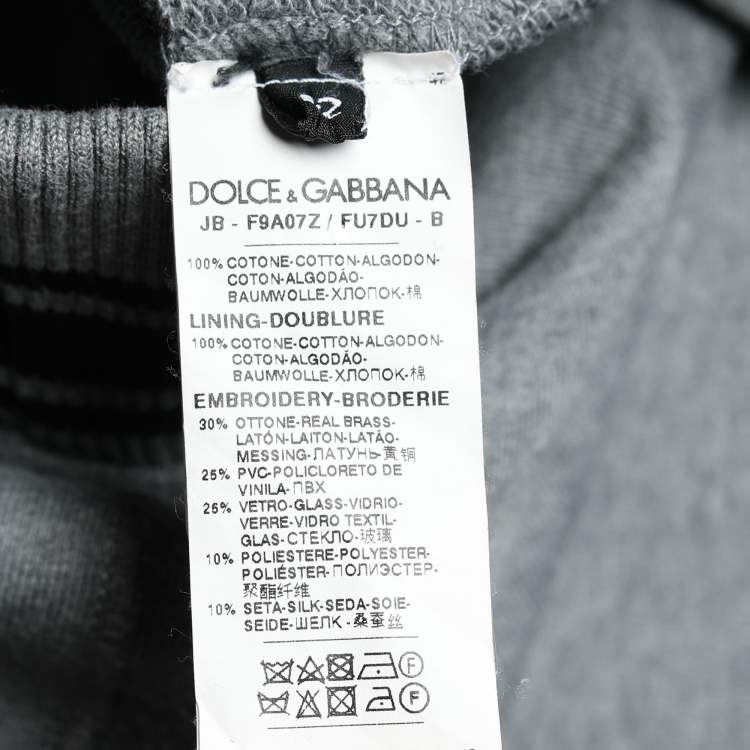 DOLCE & GABBANA
JB - F9A07Z / FU7DU - B
100% COTONE-COTTON-ALGODON-
COTON-ALGODÃO-
BAUMWOLLE-ХЛОПОК-棉
LINING-DOUBLURE
100% COTONE-COTTON-ALGODON-
COTON-ALGODÃO-
BAUMWOLLE-ХЛОПОК-棉
EMBROIDERY-BRODERIE
30% OTTONE-REAL BRASS-
LATÓN-LAITON-LATÃO-
MESSING-ЛАТУНЬ-黄铜
25% PVC-POLICLORETO DE
VINILA-ПВХ
25% VETRO-GLASS-VIDRIO-
VERRE-VIDRO TEXTIL-
GLAS-СТЕКЛО-玻璃
10% POLIESTERE-POLYESTER-
POLIÉSTER-ПОЛИЭСТЕР-
聚酯纤维
10% SETA-SILK-SEDA-SOIE-
SEIDE-ШЕЛК-桑蚕丝
F
F